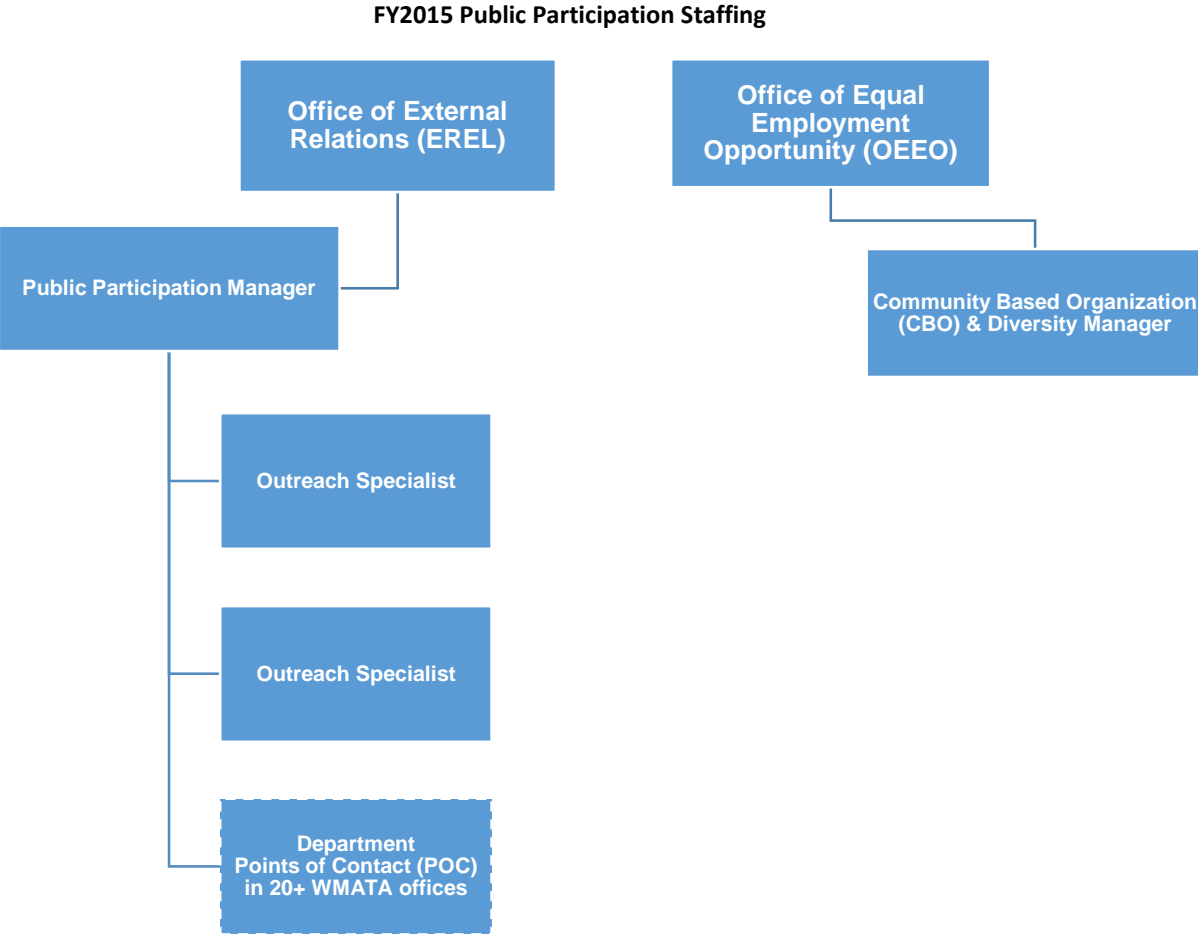 FY2015 Public Participation Staffing
Office of External
Relations (EREL)
Office of Equal
Employment
Opportunity (OEEO)
Public Participation Manager
Community Based Organization
(CBO) & Diversity Manager
Outreach Specialist
Outreach Specialist
Department
Points of Contact (POC)
in 20+ WMATA offices